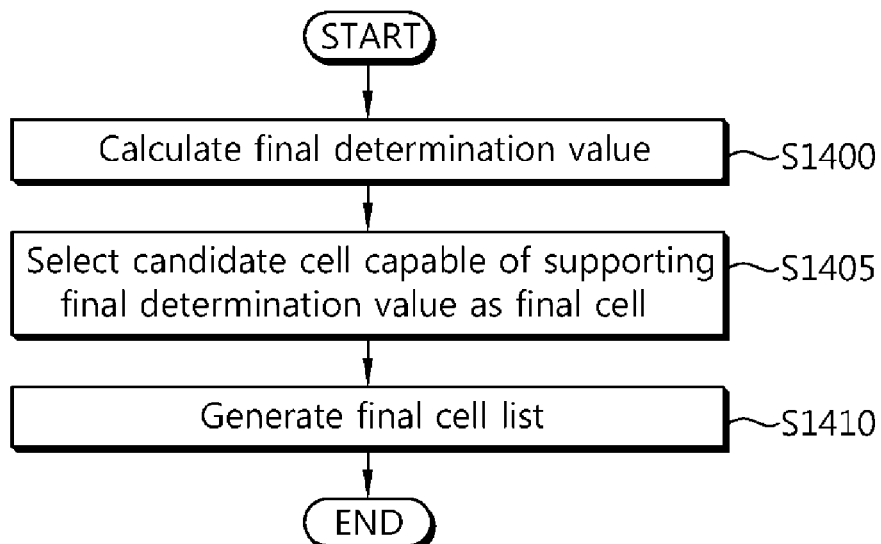 START
Calculate final determination value
S1400
Select candidate cell capable of supporting
final determination value as final cell
S1405
Generate final cell list
S1410
END